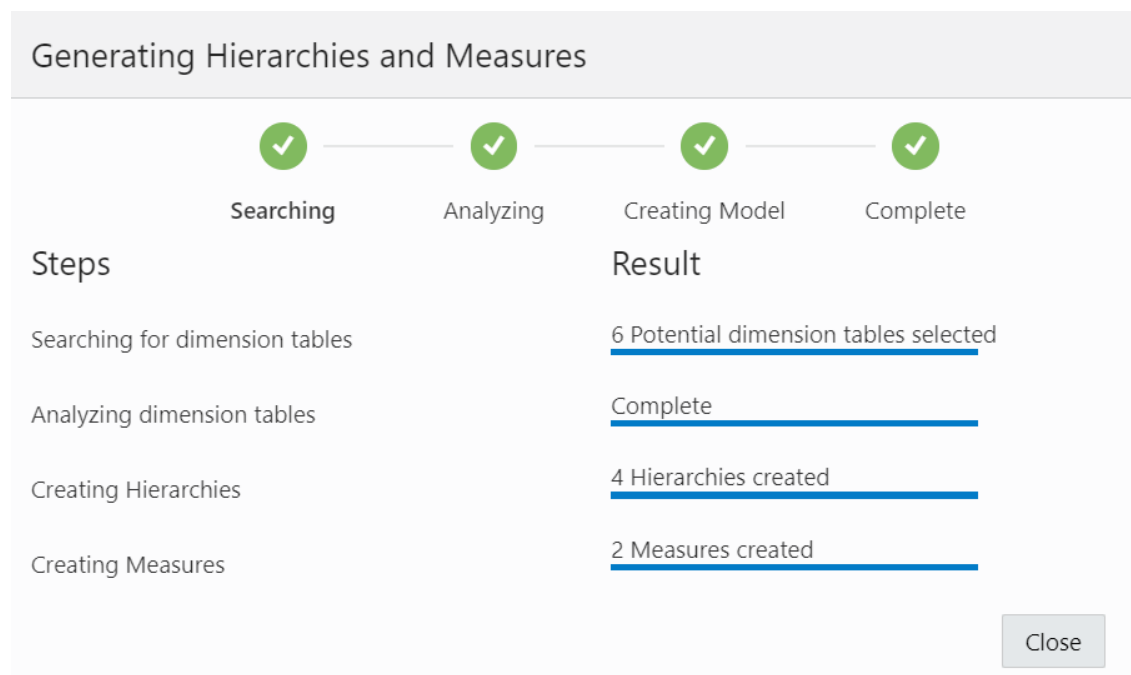 Generating Hierarchies and Measures
Searching Analyzing Creating Model Complete
Steps Result
Searching for dimension tables 6 Potential dimension tables selected
Analyzing dimension tables Complete
Creating Hierarchies 4 Hierarchies created
Creating Measures 2 Measures created
Close